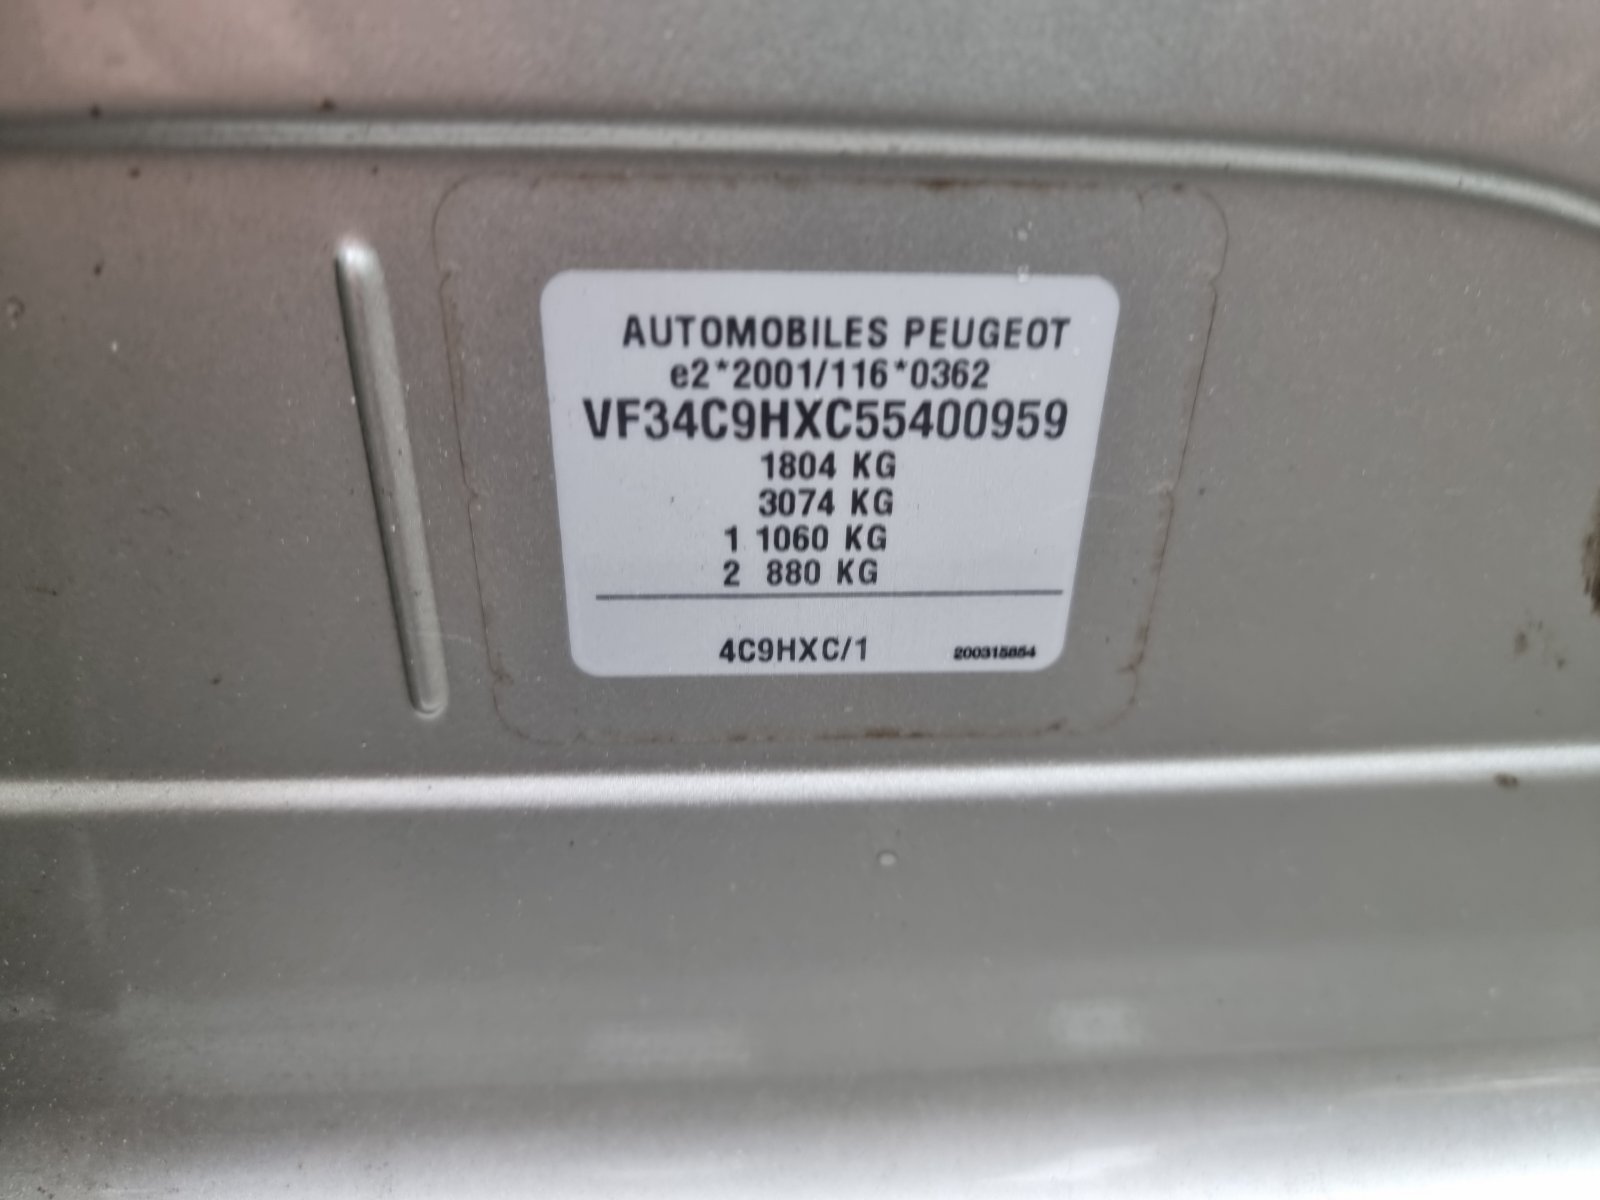 AUTOMOBILES PEUGEOT
e2*2001/116*0362
VF34C9HXC55400959
1804 KG
3074 KG
1 1060 KG
2 880 KG
4C9HXC/1
200315854